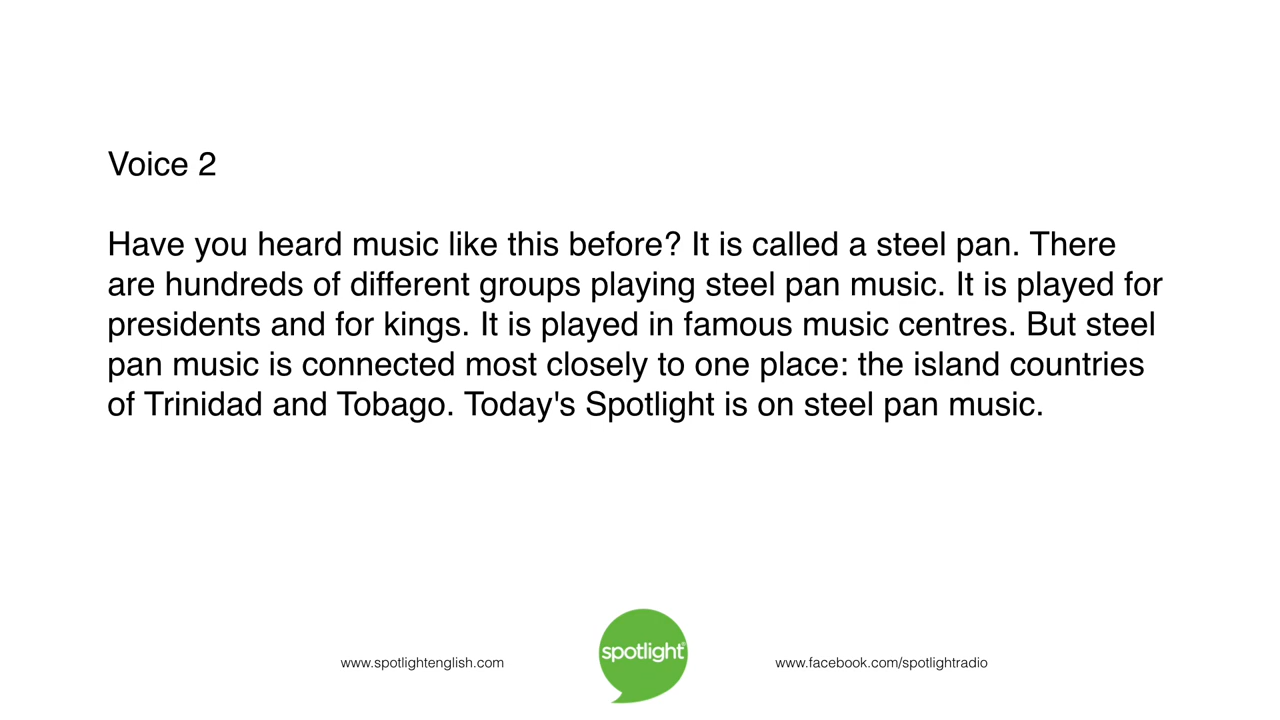 Voice 2
Have you heard music like this before? It is called a steel pan. There
are hundreds of different groups playing steel pan music. It is played for
presidents and for kings. It is played in famous music centres. But steel
pan music is connected most closely to one place: the island countries
of Trinidad and Tobago. Today's Spotlight is on steel pan music.
www.spotlightenglish.com
spotlight®
www.facebook.com/spotlightradio